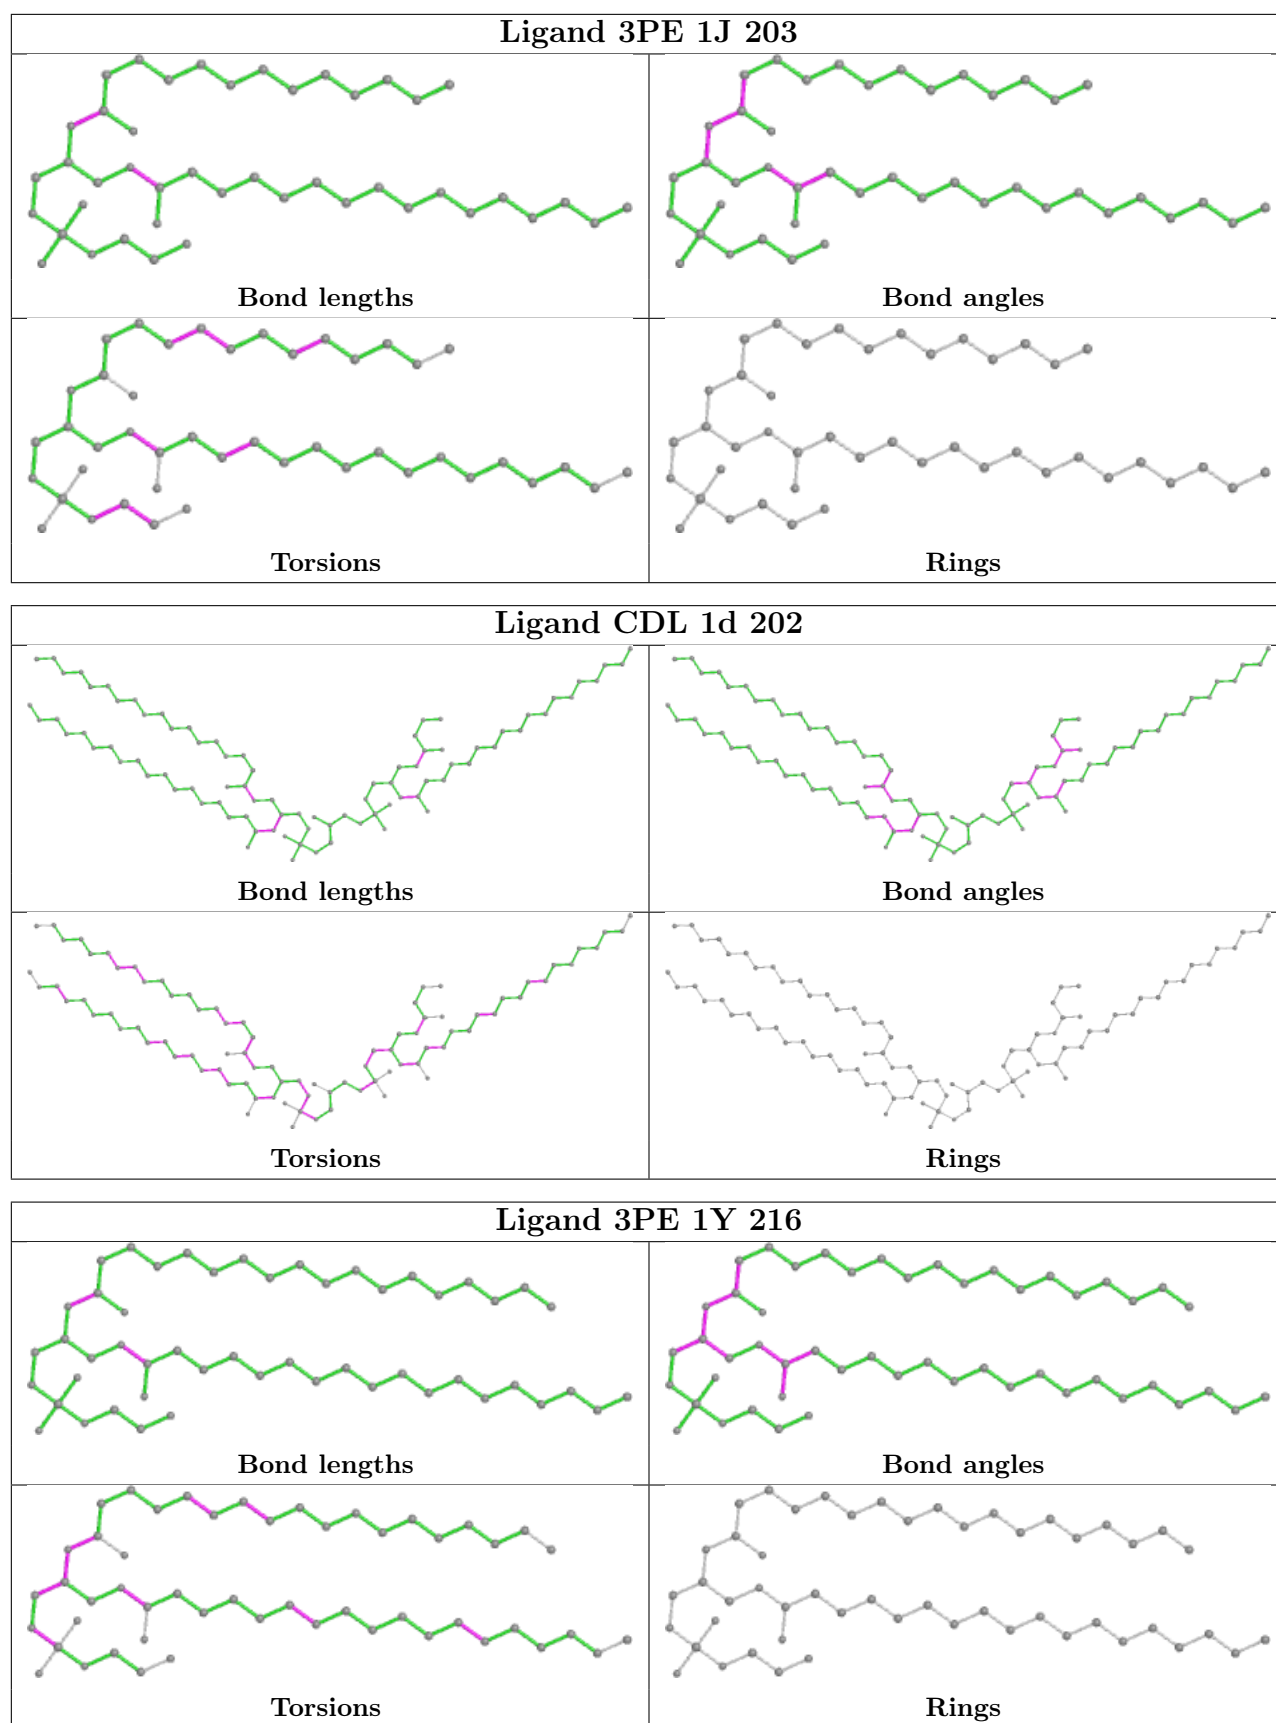 Ligand 3PE 1J 203
Bond lengths
Bond angles
Torsions
Rings
Ligand CDL 1d 202
Bond lengths
Bond angles
Torsions
Rings
Ligand 3PE 1Y 216
Bond lengths
Bond angles
Torsions
Rings